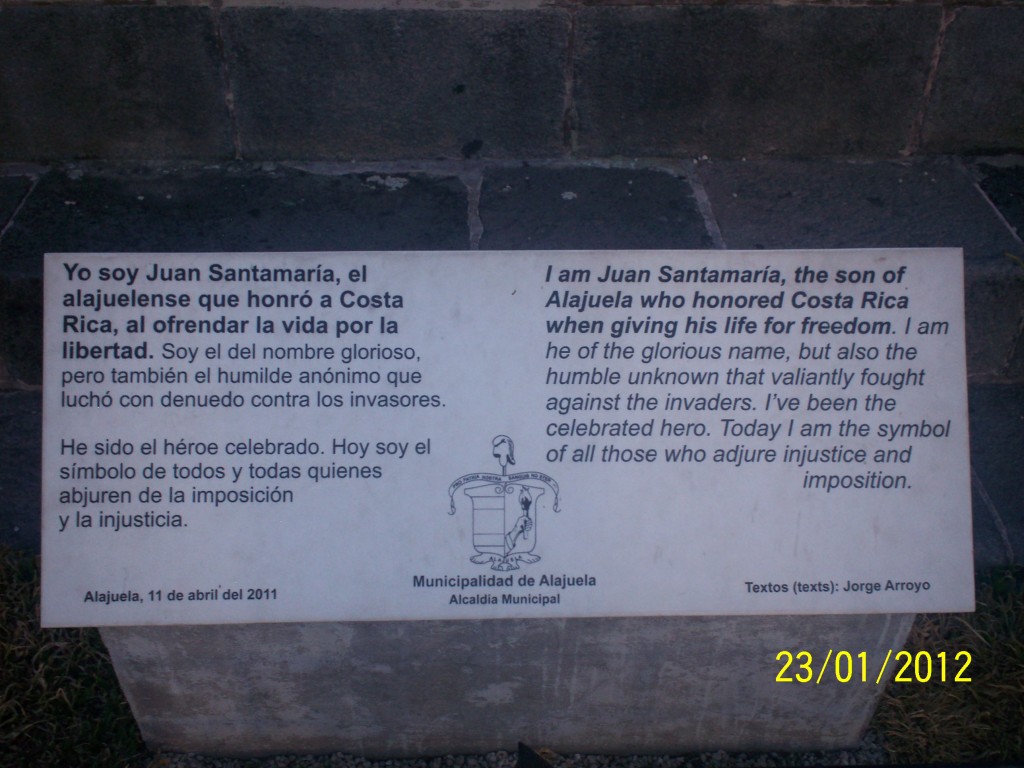 Yo soy Juan Santamaría, el
alajuelense que honró a Costa
Rica, al ofrendar la vida por la
libertad. Soy el del nombre glorioso,
pero también el humilde anónimo que
luchó con denuedo contra los invasores.
He sido el héroe celebrado. Hoy soy el
símbolo de todos y todas quienes
abjuren de la imposición
y la injusticia.
Alajuela, 11 de abril del 2011
I am Juan Santamaría, the son of
Alajuela who honored Costa Rica
when giving his life for freedom. I am
he of the glorious name, but also the
humble unknown that valiantly fought
against the invaders. I've been the
celebrated hero. Today I am the symbol
of all those who adjure injustice and
imposition.
Municipalidad de Alajuela
Alcaldía Municipal
Textos (texts): Jorge Arroyo
23/01/2012